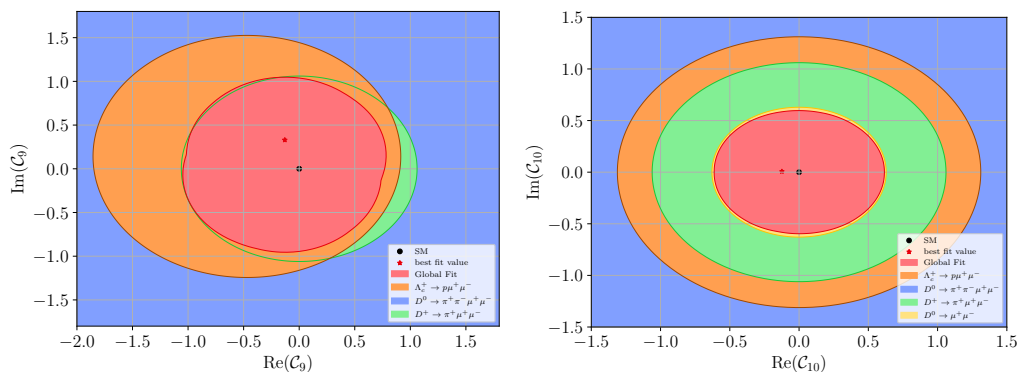 1.5
1.0
0.5
0.0
−0.5
−1.0
−1.5
Im(𝒞₉)
−2.0 −1.5 −1.0 −0.5 0.0 0.5 1.0 1.5
Re(𝒞₉)
SM
best fit value
Global Fit
Λc⁺ → pμ⁺μ⁻
D⁰ → π⁺π⁻μ⁺μ⁻
D⁺ → π⁺μ⁺μ⁻
1.5
1.0
0.5
0.0
−0.5
−1.0
−1.5
Im(𝒞₁₀)
−1.5 −1.0 −0.5 0.0 0.5 1.0 1.5
Re(𝒞₁₀)
SM
best fit value
Global Fit
Λc⁺ → pμ⁺μ⁻
D⁰ → π⁺π⁻μ⁺μ⁻
D⁺ → π⁺μ⁺μ⁻
D⁰ → μ⁺μ⁻